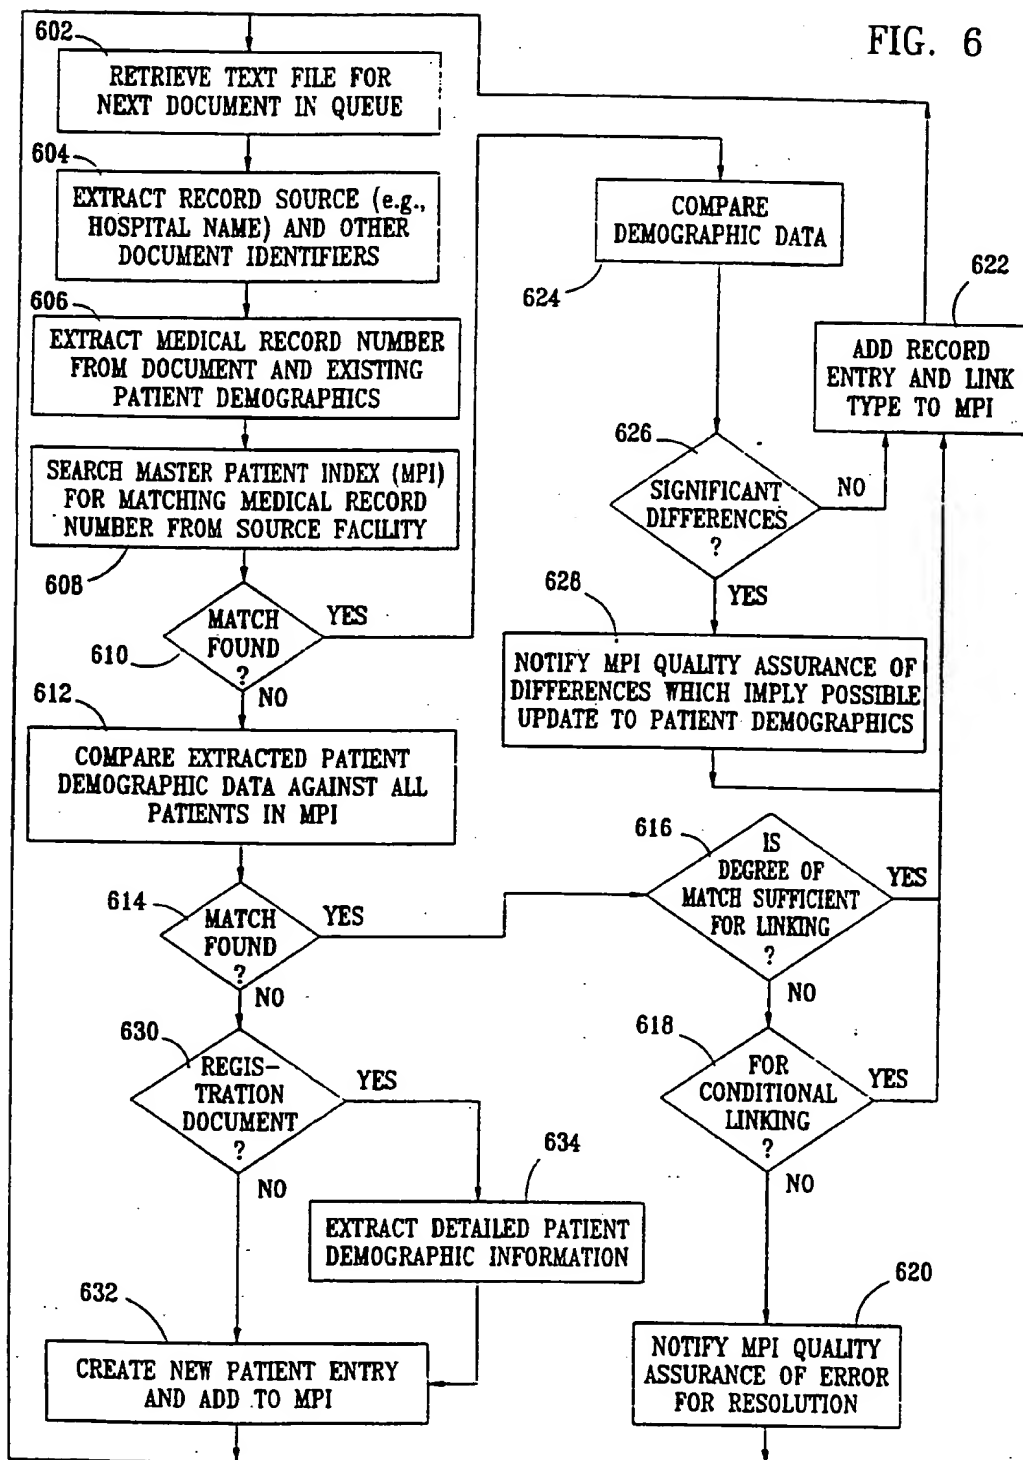 FIG. 6
602
RETRIEVE TEXT FILE FOR
NEXT DOCUMENT IN QUEUE
604
EXTRACT RECORD SOURCE (e.g.,
HOSPITAL NAME) AND OTHER
DOCUMENT IDENTIFIERS
606
EXTRACT MEDICAL RECORD NUMBER
FROM DOCUMENT AND EXISTING
PATIENT DEMOGRAPHICS
SEARCH MASTER PATIENT INDEX (MPI)
FOR MATCHING MEDICAL RECORD
NUMBER FROM SOURCE FACILITY
608
MATCH
FOUND
?
YES
610
NO
612
COMPARE EXTRACTED PATIENT
DEMOGRAPHIC DATA AGAINST ALL
PATIENTS IN MPI
614
MATCH
FOUND
?
YES
NO
630
REGIS-
TRATION
DOCUMENT
?
YES
NO
634
EXTRACT DETAILED PATIENT
DEMOGRAPHIC INFORMATION
632
CREATE NEW PATIENT ENTRY
AND ADD TO MPI
COMPARE
DEMOGRAPHIC DATA
624
622
ADD RECORD
ENTRY AND LINK
TYPE TO MPI
626
SIGNIFICANT
DIFFERENCES
?
NO
YES
628
NOTIFY MPI QUALITY ASSURANCE OF
DIFFERENCES WHICH IMPLY POSSIBLE
UPDATE TO PATIENT DEMOGRAPHICS
616
IS
DEGREE OF
MATCH SUFFICIENT
FOR LINKING
?
YES
NO
618
FOR
CONDITIONAL
LINKING
?
YES
NO
620
NOTIFY MPI QUALITY
ASSURANCE OF ERROR
FOR RESOLUTION